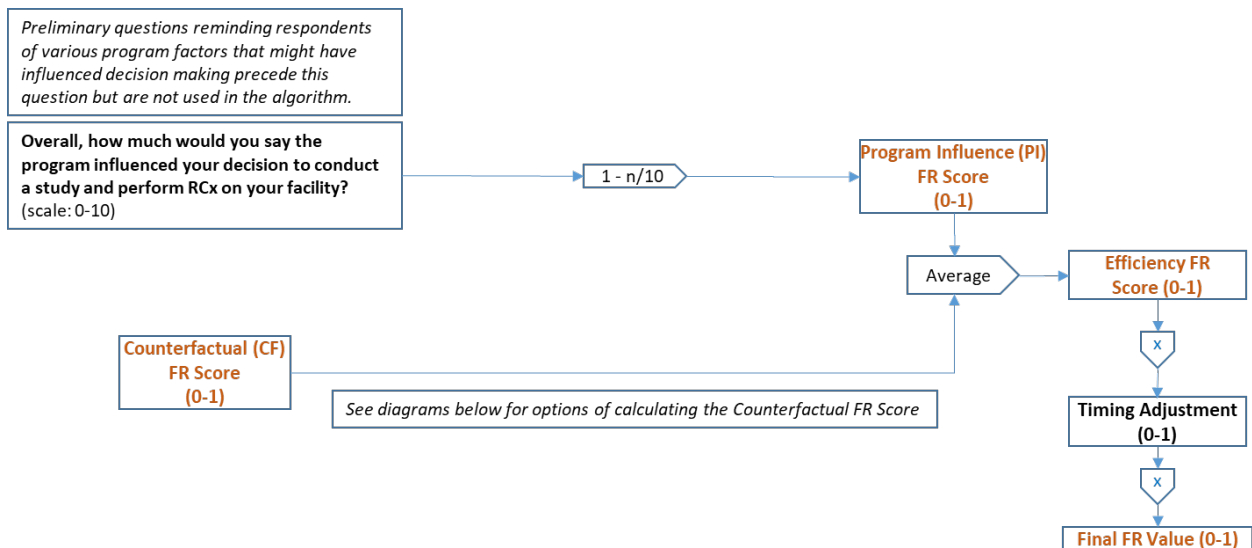 Preliminary questions reminding respondents
of various program factors that might have
influenced decision making precede this
question but are not used in the algorithm.
Overall, how much would you say the
program influenced your decision to conduct
a study and perform RCx on your facility?
(scale: 0-10)
1 - n/10
Program Influence (PI)
FR Score
(0-1)
Average
Efficiency FR
Score (0-1)
Counterfactual (CF)
FR Score
(0-1)
See diagrams below for options of calculating the Counterfactual FR Score
x
Timing Adjustment
(0-1)
x
Final FR Value (0-1)